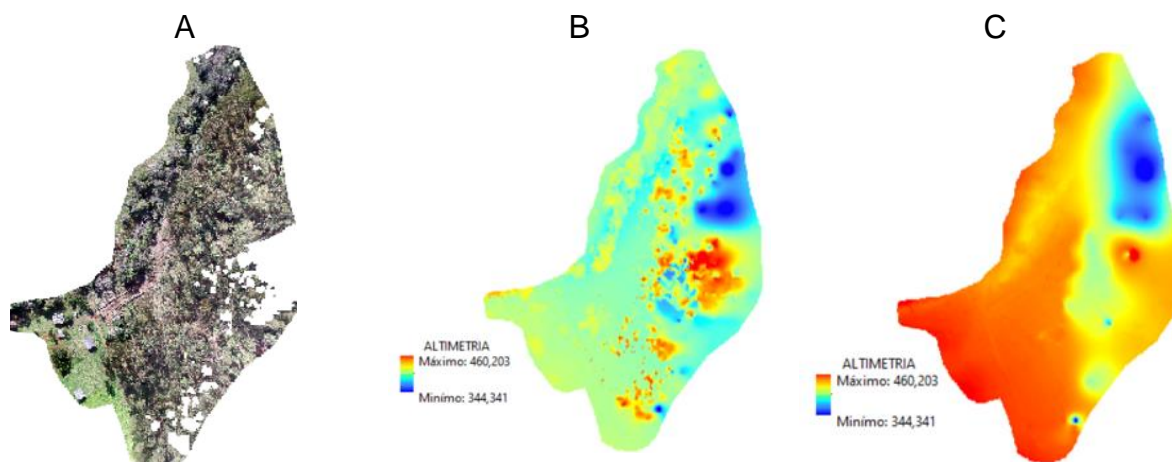 A
B
C
ALTIMETRIA
Máximo: 460,203
Minímo: 344,341
ALTIMETRIA
Máximo: 460,203
Minímo: 344,341